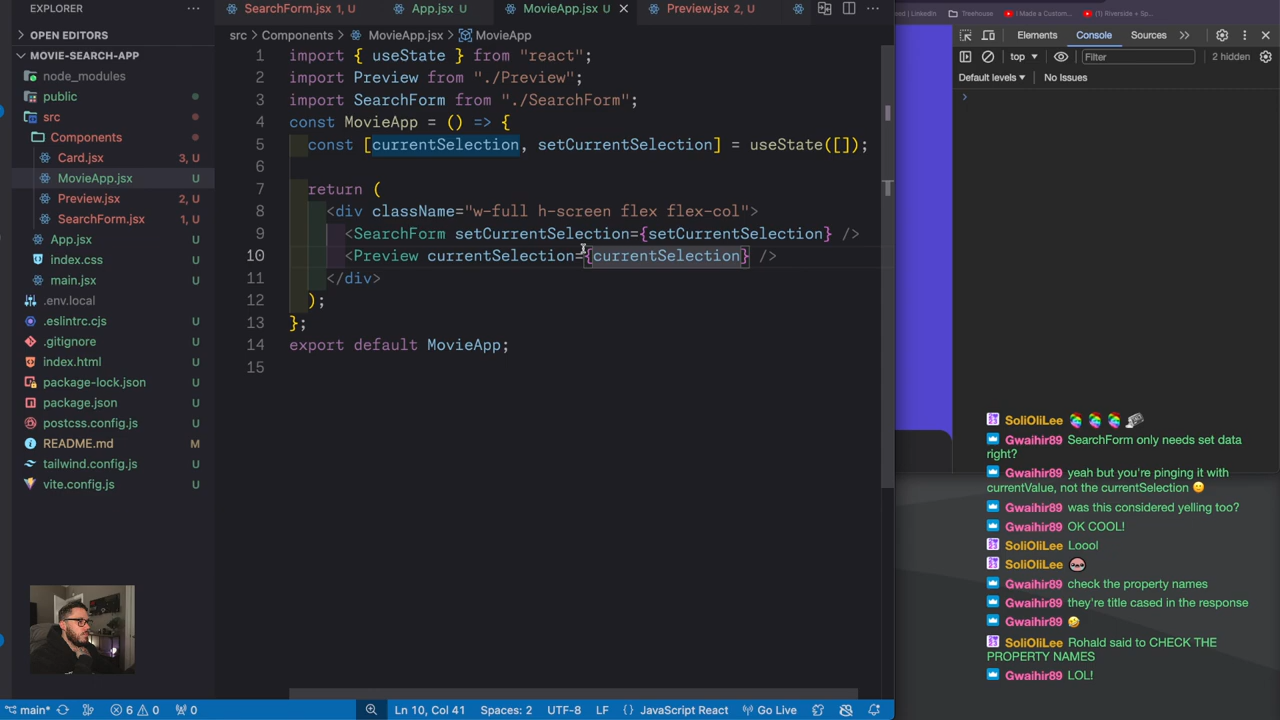 SearchForm.jsx 1, U
App.jsx U
MovieApp.jsx U
Preview.jsx 2, U
EXPLORER
src > Components > MovieApp.jsx > MovieApp
OPEN EDITORS
MOVIE-SEARCH-APP
node_modules
public
src
Components
Card.jsx 3, U
MovieApp.jsx U
Preview.jsx 2, U
SearchForm.jsx 1, U
App.jsx U
index.css U
main.jsx U
.env.local
.eslintrc.cjs U
.gitignore U
index.html U
package-lock.json U
package.json U
postcss.config.js U
README.md M
tailwind.config.js U
vite.config.js U
1 import { useState } from "react";
2 import Preview from "./Preview";
3 import SearchForm from "./SearchForm";
4 const MovieApp = () => {
5 const [currentSelection, setCurrentSelection] = useState([]);
6
7 return (
8 <div className="w-full h-screen flex flex-col">
9 <SearchForm setCurrentSelection={setCurrentSelection} />
10 <Preview currentSelection={currentSelection} />
11 </div>
12 );
13 };
14 export default MovieApp;
15
LinkedIn
Treehouse
I Made a Custom...
(1) Riverside + Sp...
Elements Console Sources
top
Filter
2 hidden
Default levels
No Issues
SoliOliLee
Gwaihir89 SearchForm only needs set data
right?
Gwaihir89 yeah but you're pinging it with
currentValue, not the currentSelection
Gwaihir89 was this considered yelling too?
Gwaihir89 OK COOL!
SoliOliLee Loool
SoliOliLee
Gwaihir89 check the property names
Gwaihir89 they're title cased in the response
Gwaihir89
SoliOliLee Rohald said to CHECK THE
PROPERTY NAMES
Gwaihir89 LOL!
main* 6 0 0
Ln 10, Col 41 Spaces: 2 UTF-8 LF {} JavaScript React Go Live